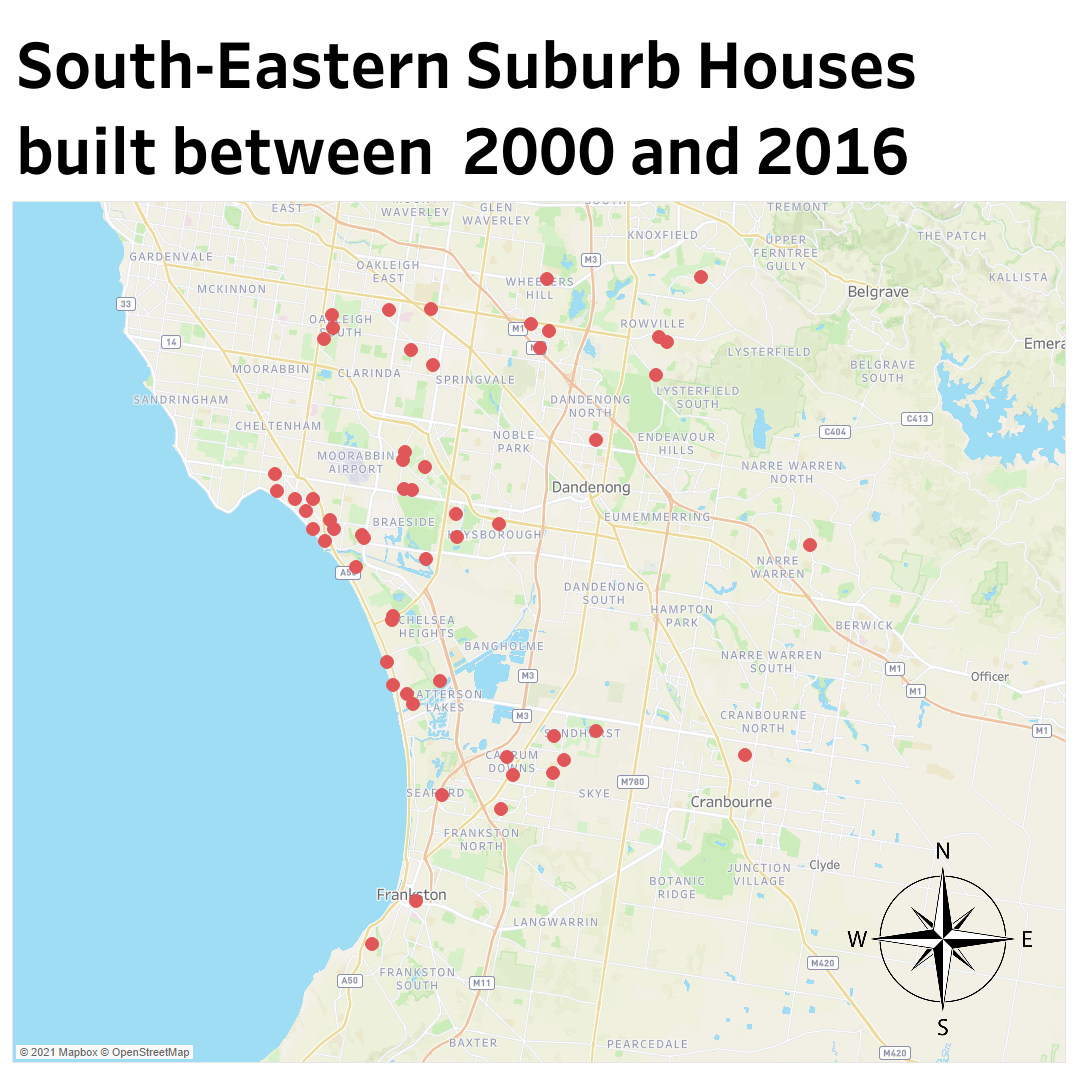 South-Eastern Suburb Houses
built between  2000 and 2016
EAST
WAVERLEY
GLEN
WAVERLEY
SOUTH
TREMONT
KNOXFIELD
UPPER
FERNTREE
GULLY
THE PATCH
GARDENVALE
M3
OAKLEIGH
EAST
KALLISTA
MCKINNON
WHEELERS
HILL
Belgrave
33
OAKLEIGH
SOUTH
M1
ROWVILLE
14
LYSTERFIELD
Emera
MOORABBIN
CLARINDA
SPRINGVALE
BELGRAVE
SOUTH
SANDRINGHAM
DANDENONG
NORTH
LYSTERFIELD
SOUTH
C413
CHELTENHAM
C404
NOBLE
PARK
ENDEAVOUR
HILLS
MOORABBIN
AIRPORT
NARRE WARREN
NORTH
Dandenong
BRAESIDE
EUMEMMERRING
KEYSBOROUGH
NARRE
WARREN
DANDENONG
SOUTH
HAMPTON
PARK
CHELSEA
HEIGHTS
BERWICK
BANGHOLME
NARRE WARREN
SOUTH
M1
M3
Officer
PATTERSON
LAKES
M1
M3
CRANBOURNE
NORTH
M1
SANDHURST
CARRUM
DOWNS
M780
SEAFORD
SKYE
Cranbourne
FRANKSTON
NORTH
N
JUNCTION
VILLAGE
Clyde
BOTANIC
RIDGE
Frankston
LANGWARRIN
W
E
M420
FRANKSTON
SOUTH
A50
M11
S
BAXTER
PEARCEDALE
M420
© 2021 Mapbox © OpenStreetMap